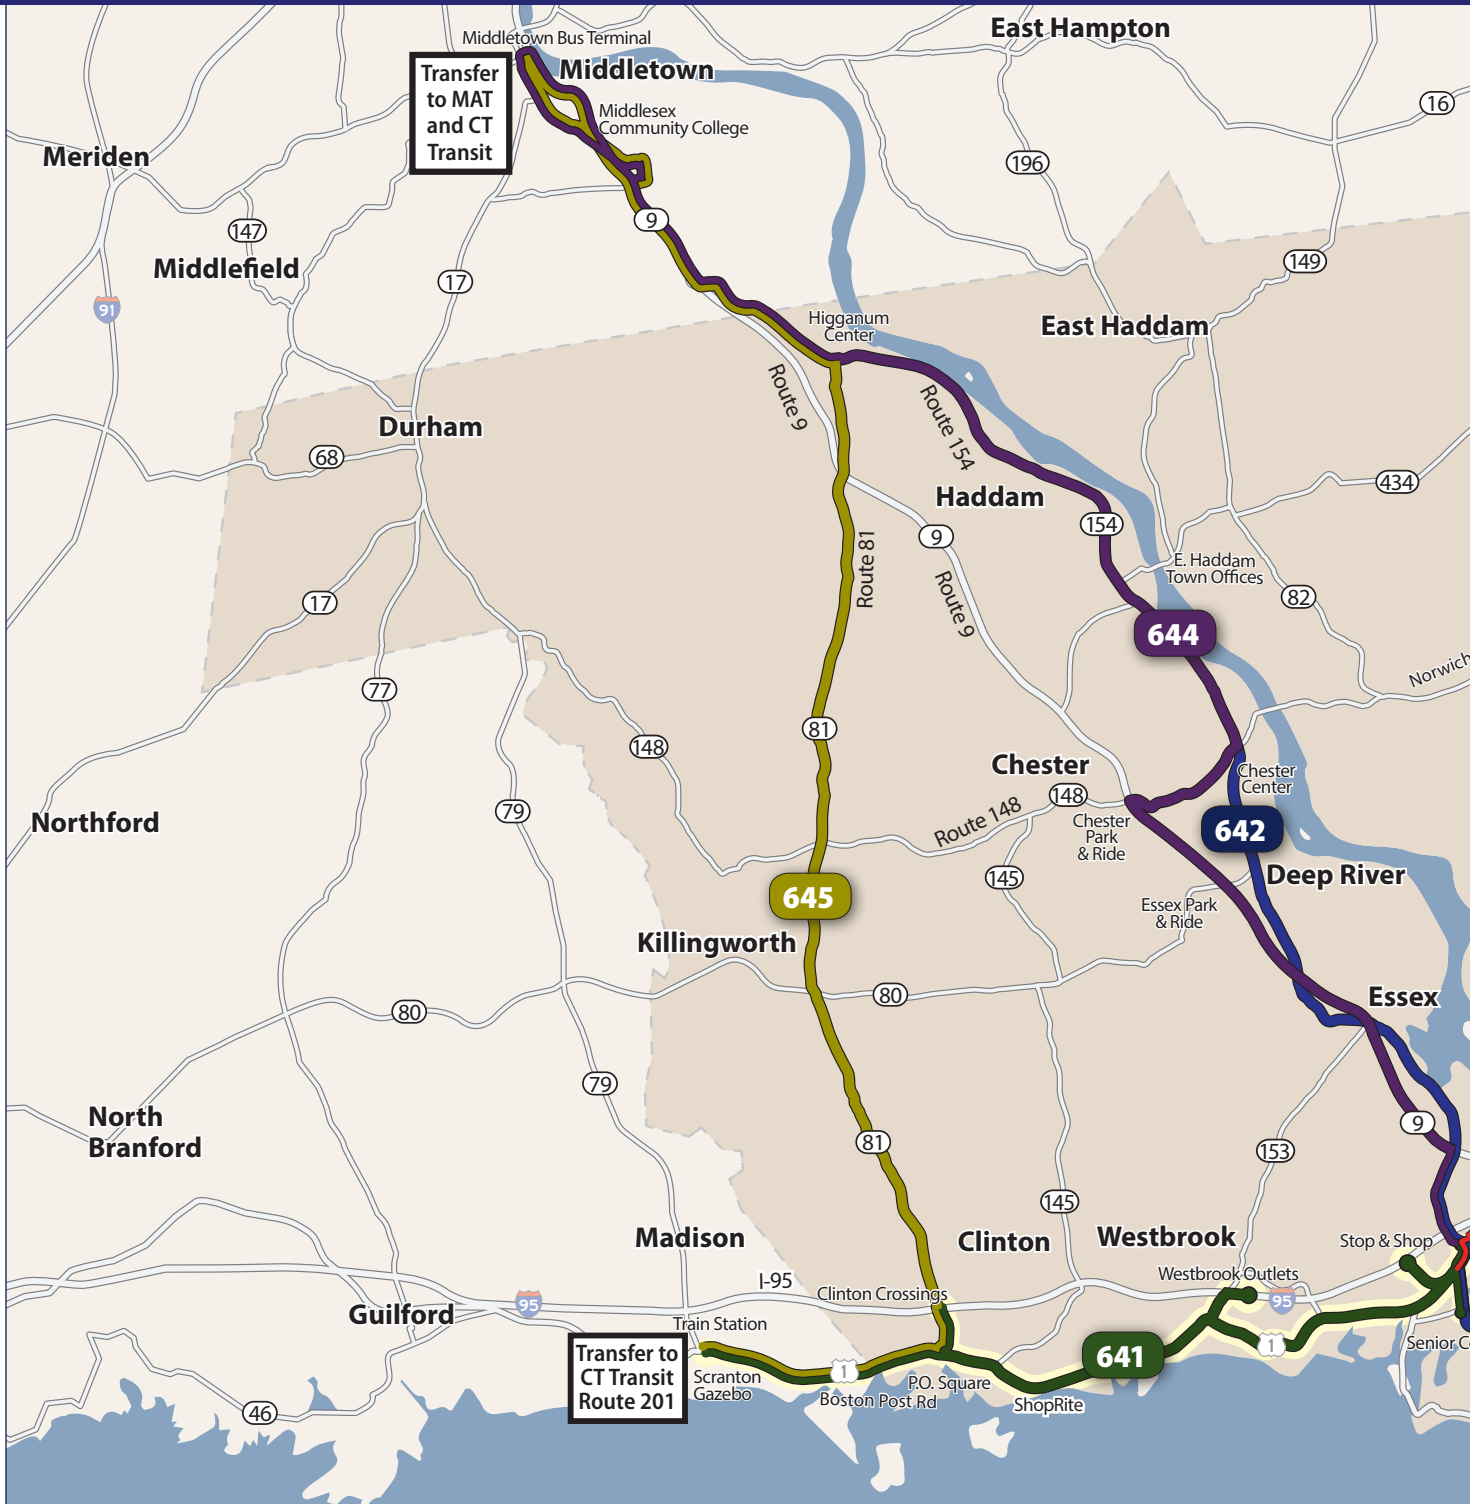 East Hampton
Middletown Bus Terminal
Middletown
Transfer
to MAT
and CT
Transit
16
Middlesex
Community College
Meriden
196
9
147
Middlefield
149
17
91
Higganum
Center
East Haddam
Route 9
Route 154
Durham
68
434
Haddam
154
9
Route 81
E. Haddam
Town Offices
Route 9
17
82
644
Norwich
77
81
148
Chester
Chester
Center
148
Route 148
79
Northford
Chester
Park
& Ride
642
Deep River
145
645
Essex Park
& Ride
Killingworth
80
Essex
80
79
North
Branford
9
81
153
145
Madison
Clinton
Westbrook
Stop & Shop
I-95
Westbrook Outlets
Clinton Crossings
95
95
Guilford
Train Station
Senior C
1
Transfer to
CT Transit
Route 201
641
Scranton
Gazebo
1
P.O. Square
Boston Post Rd
ShopRite
46